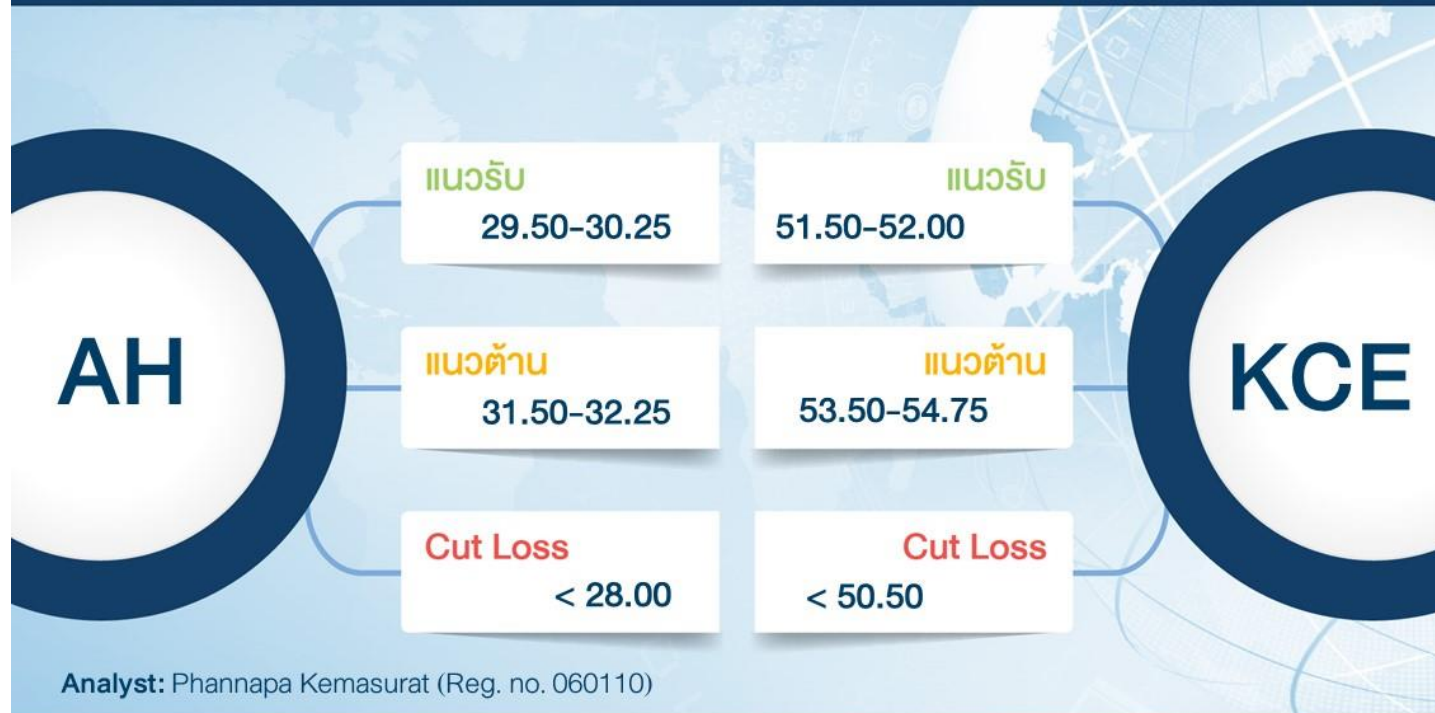 AH
แนวรับ
29.50-30.25
แนวต้าน
31.50-32.25
Cut Loss
< 28.00
แนวรับ
51.50-52.00
แนวต้าน
53.50-54.75
Cut Loss
< 50.50
KCE
Analyst: Phannapa Kemasurat (Reg. no. 060110)